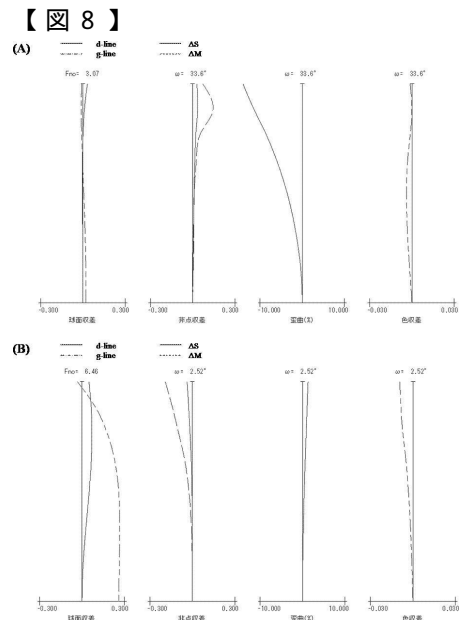 【図8】
(A) d-line ΔS
g-line ΔM
Fno= 3.07 ω= 33.6° ω= 33.6° ω= 33.6°
-0.300 0.300 -0.300 0.300 -10.000 10.000 -0.030 0.030
球面収差 非点収差 歪曲(%) 色収差
(B) d-line ΔS
g-line ΔM
Fno= 6.46 ω= 2.52° ω= 2.52° ω= 2.52°
-0.300 0.300 -0.300 0.300 -10.000 10.000 -0.030 0.030
球面収差 非点収差 歪曲(%) 色収差